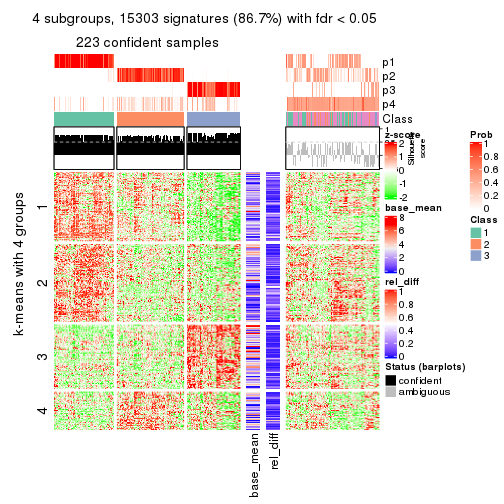 4 subgroups, 15303 signatures (86.7%) with fdr < 0.05
223 confident samples
p1
p2
p3
p4
Class
1
Silhouette
score
k-means with 4 groups
1
2
3
4
base_mean
rel_diff
z-score
2
1
0
-1
-2
base_mean
8
6
4
2
0
rel_diff
1
0.8
0.6
0.4
0.2
0
Status (barplots)
confident
ambiguous
Prob
1
0.8
0.6
0.4
0.2
0
Class
1
2
3